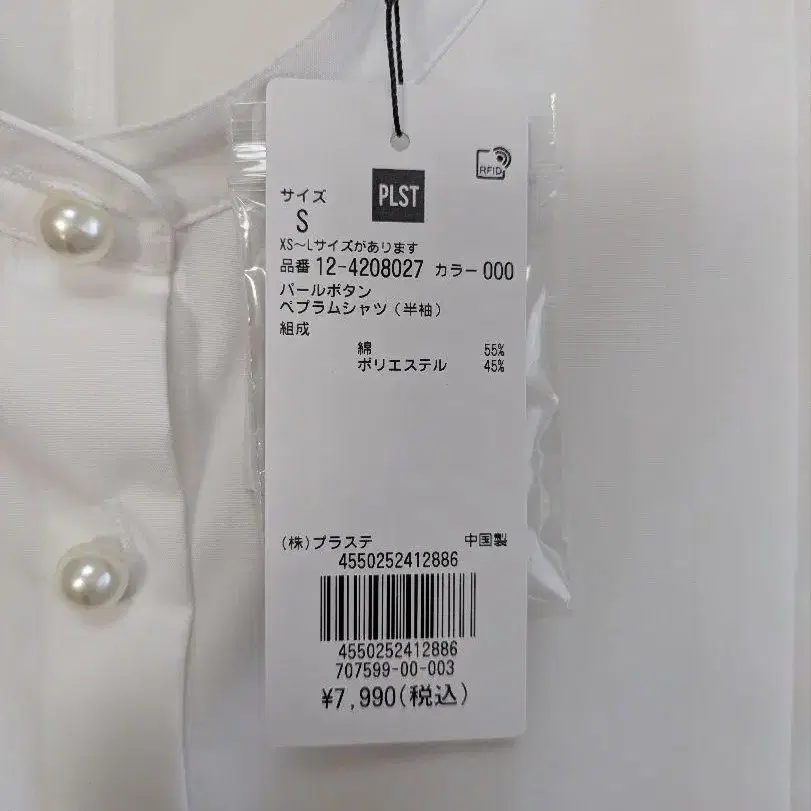 RFID
PLST
サイズ
S
XS〜Lサイズがあります
品番 12-4208027 カラー 000
パールボタン
ペプラムシャツ(半袖)
組成
綿 55%
ポリエステル 45%
(株)プラステ 中国製
4550252412886
4550252412886
707599-00-003
¥7,990(税込)